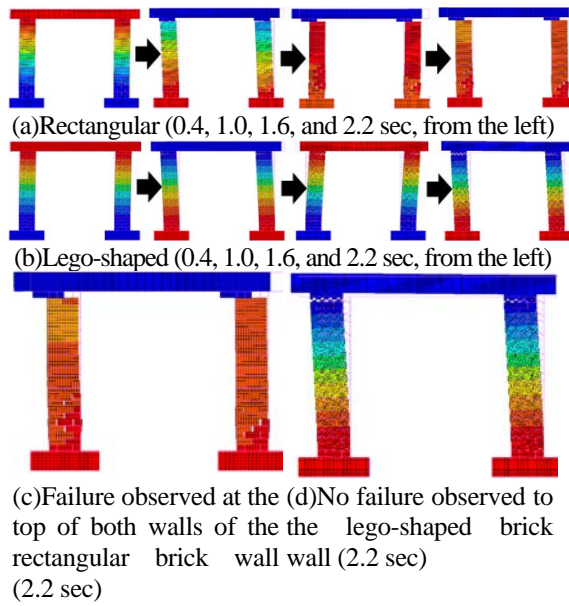 (a)Rectangular (0.4, 1.0, 1.6, and 2.2 sec, from the left)
(b)Lego-shaped (0.4, 1.0, 1.6, and 2.2 sec, from the left)
(c)Failure observed at the
top of both walls of the
rectangular brick wall
(2.2 sec)
(d)No failure observed to
the lego-shaped brick
wall (2.2 sec)